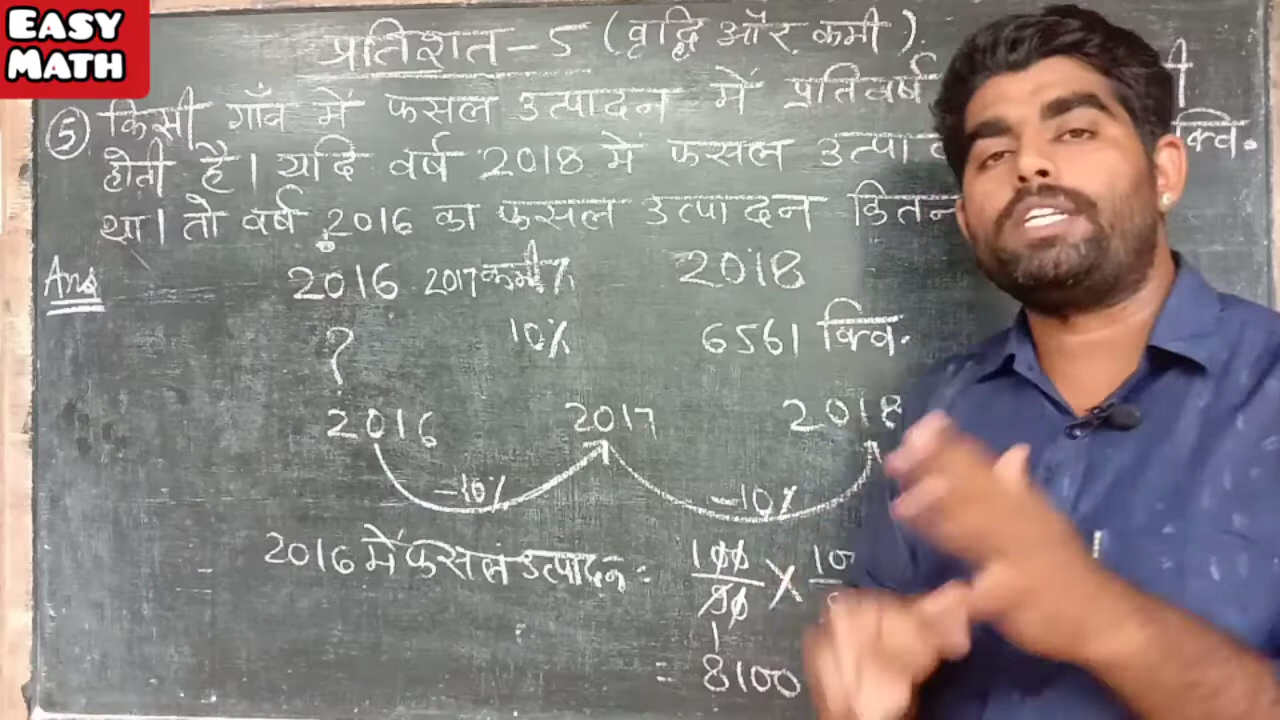 EASY
MATH
प्रतिशत-5 (वृद्धि और कमी).
⑤ किसी गाँव में फसल उत्पादन में प्रतिवर्ष
होती है। यदि वर्ष 2018 में फसल क्वि.
था। तो वर्ष 2016 का फसल उत्पादन
Ans
2016 2017 कमी% 2018
? 10% 6561 क्वि.
2016 2017 2018
-10% -10%
2016 में फसल उत्पादन = 100/90 × 10
1
= 8100